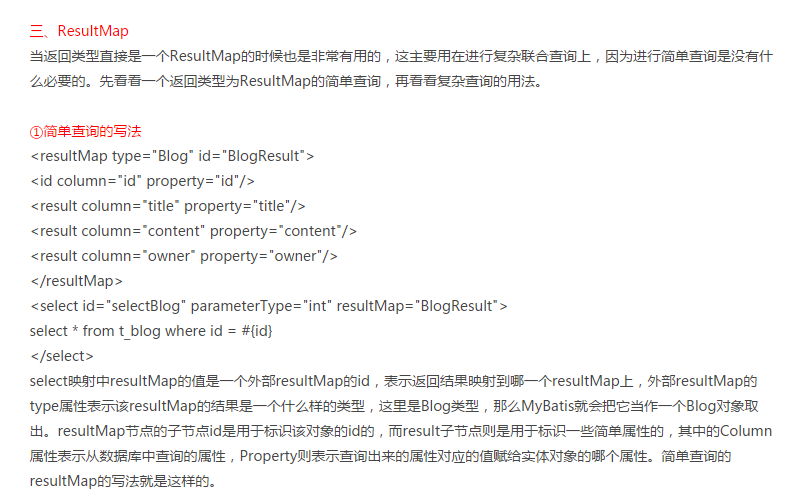 三、ResultMap
当返回类型直接是一个ResultMap的时候也是非常有用的，这主要用在进行复杂联合查询上，因为进行简单查询是没有什
么必要的。先看看一个返回类型为ResultMap的简单查询，再看看复杂查询的用法。
①简单查询的写法
<resultMap type="Blog" id="BlogResult">
<id column="id" property="id"/>
<result column="title" property="title"/>
<result column="content" property="content"/>
<result column="owner" property="owner"/>
</resultMap>
<select id="selectBlog" parameterType="int" resultMap="BlogResult">
select * from t_blog where id = #{id}
</select>
select映射中resultMap的值是一个外部resultMap的id，表示返回结果映射到哪一个resultMap上，外部resultMap的
type属性表示该resultMap的结果是一个什么样的类型，这里是Blog类型，那么MyBatis就会把它当作一个Blog对象取
出。resultMap节点的子节点id是用于标识该对象的id的，而result子节点则是用于标识一些简单属性的，其中的Column
属性表示从数据库中查询的属性，Property则表示查询出来的属性对应的值赋给实体对象的哪个属性。简单查询的
resultMap的写法就是这样的。